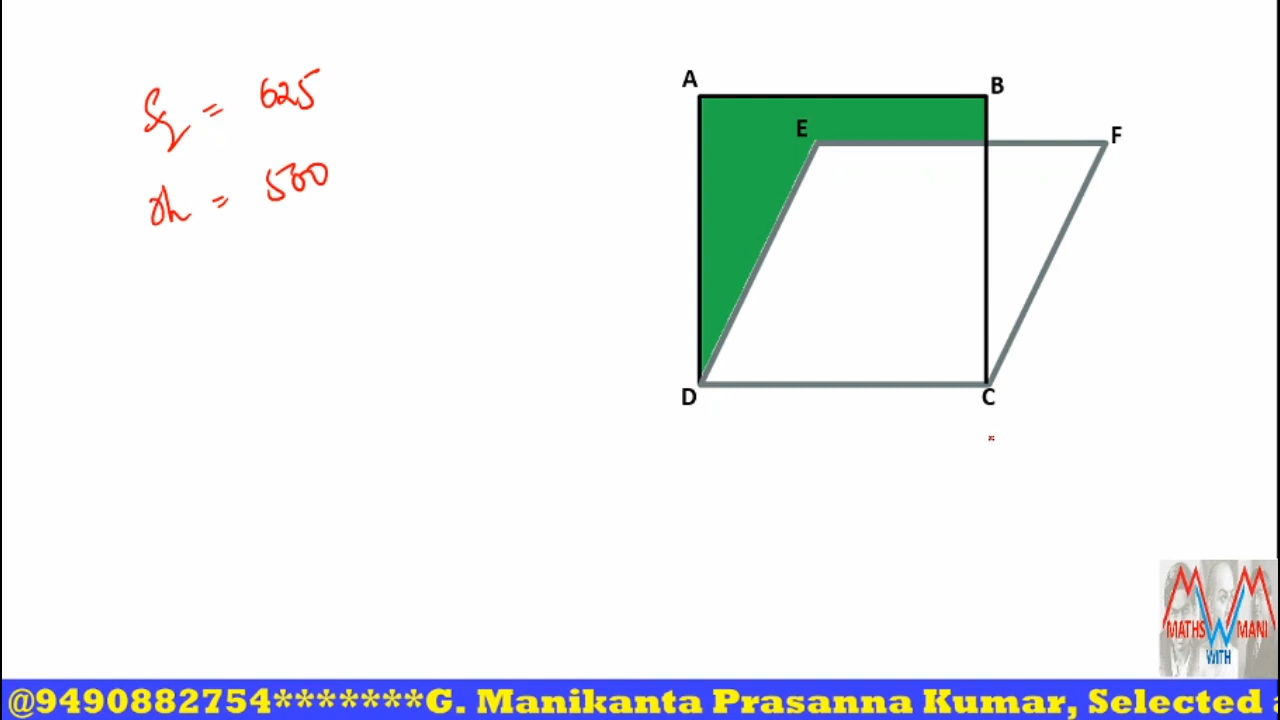 Sq = 625
rh = 500
A
B
E
F
D
C
MATHS WITH MANI
@9490882754*******G. Manikanta Prasanna Kumar, Selected a